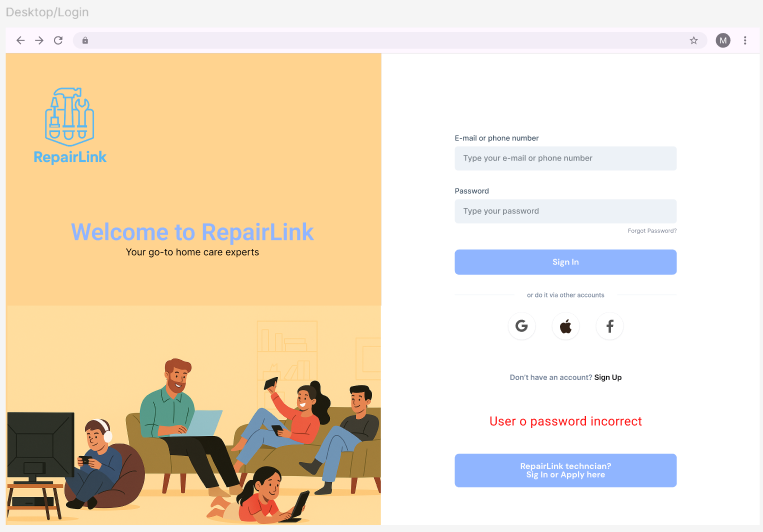 Desktop/Login
M
RepairLink
Welcome to RepairLink
Your go-to home care experts
E-mail or phone number
Type your e-mail or phone number
Password
Type your password
Forgot Password?
Sign In
or do it via other accounts
Don't have an account? Sign Up
User o password incorrect
RepairLink techncian?
Sig In or Apply here